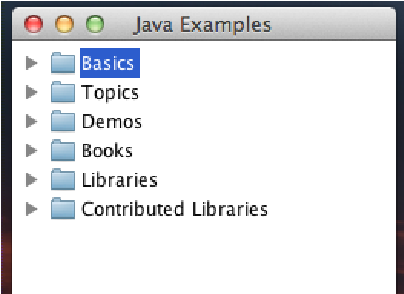 Java Examples
Basics
Topics
Demos
Books
Libraries
Contributed Libraries